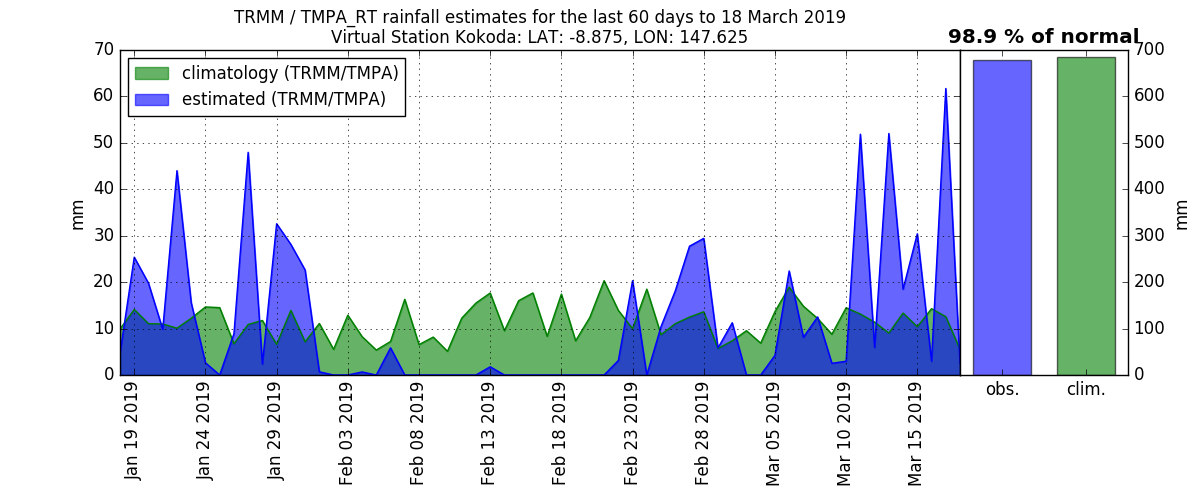 TRMM / TMPA_RT rainfall estimates for the last 60 days to 18 March 2019
Virtual Station Kokoda: LAT: -8.875, LON: 147.625
98.9 % of normal
climatology (TRMM/TMPA)
estimated (TRMM/TMPA)
70
60
50
40
30
20
10
0
mm
700
600
500
400
300
200
100
0
mm
obs.
clim.
Jan 19 2019
Jan 24 2019
Jan 29 2019
Feb 03 2019
Feb 08 2019
Feb 13 2019
Feb 18 2019
Feb 23 2019
Feb 28 2019
Mar 05 2019
Mar 10 2019
Mar 15 2019